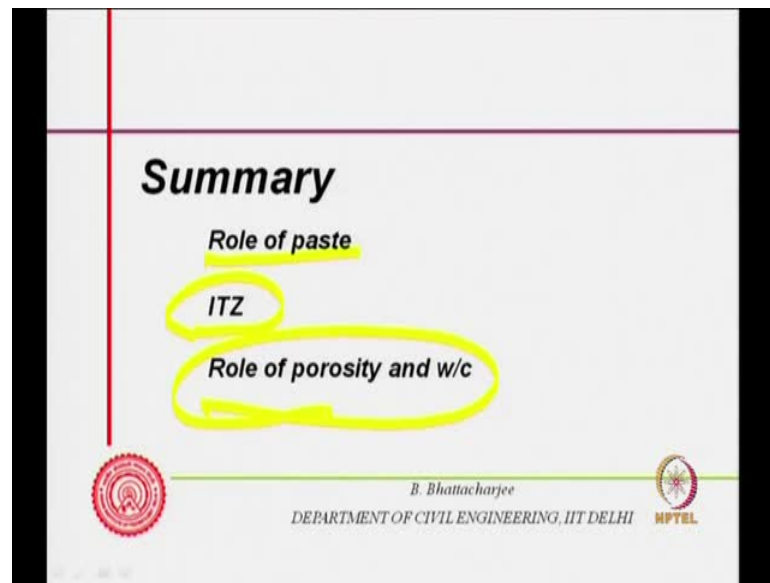 Summary
Role of paste
ITZ
Role of porosity and w/c
B. Bhattacharjee
DEPARTMENT OF CIVIL ENGINEERING, IIT DELHI
NPTEL